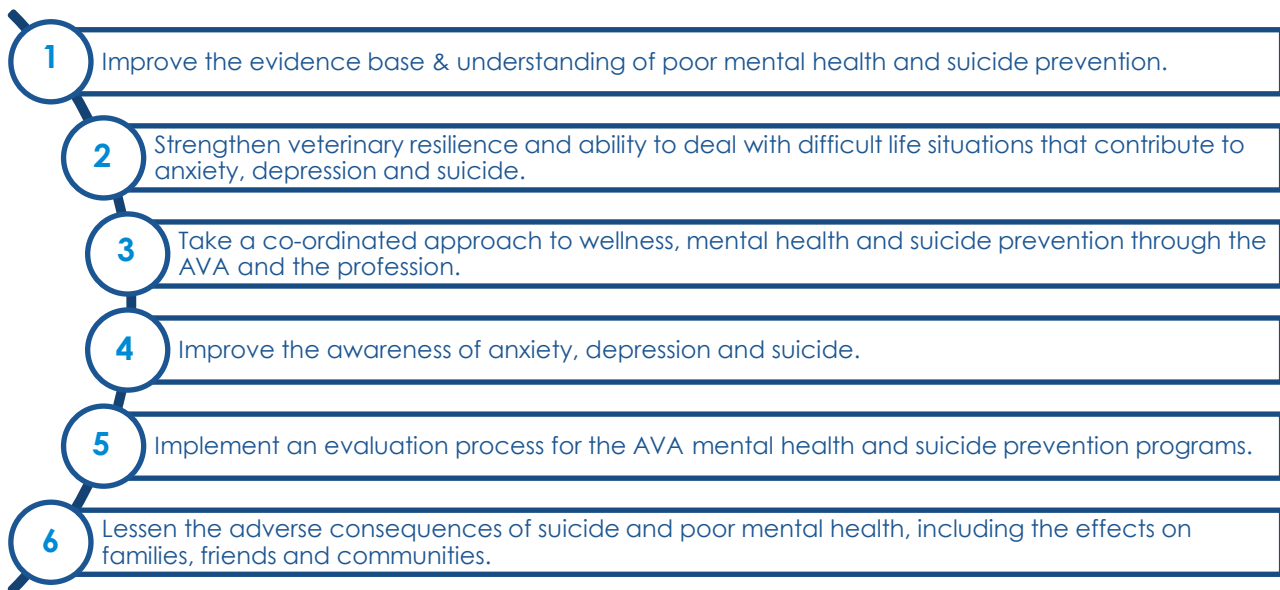 1
Improve the evidence base & understanding of poor mental health and suicide prevention.
2
Strengthen veterinary resilience and ability to deal with difficult life situations that contribute to
anxiety, depression and suicide.
3
Take a co-ordinated approach to wellness, mental health and suicide prevention through the
AVA and the profession.
4
Improve the awareness of anxiety, depression and suicide.
5
Implement an evaluation process for the AVA mental health and suicide prevention programs.
6
Lessen the adverse consequences of suicide and poor mental health, including the effects on
families, friends and communities.